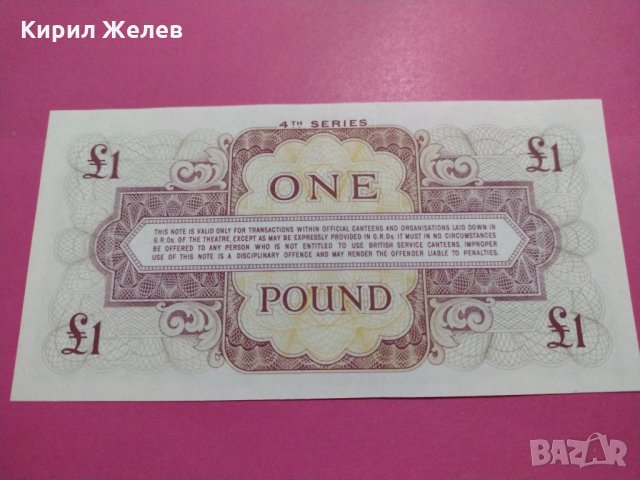 Кирил Желев
4TH SERIES
£1 £1
ONE
THIS NOTE IS VALID ONLY FOR TRANSACTIONS WITHIN OFFICIAL CANTEENS AND ORGANISATIONS LAID DOWN IN
G.R.Os. OF THE THEATRE, EXCEPT AS MAY BE EXPRESSLY PROVIDED IN G.R.Os. IT MUST IN NO CIRCUMSTANCES
BE OFFERED TO ANY PERSON WHO IS NOT ENTITLED TO USE BRITISH SERVICE CANTEENS. IMPROPER
USE OF THIS NOTE IS A DISCIPLINARY OFFENCE AND MAY RENDER THE OFFENDER LIABLE TO PENALTIES.
POUND
£1 £1
BAZAR